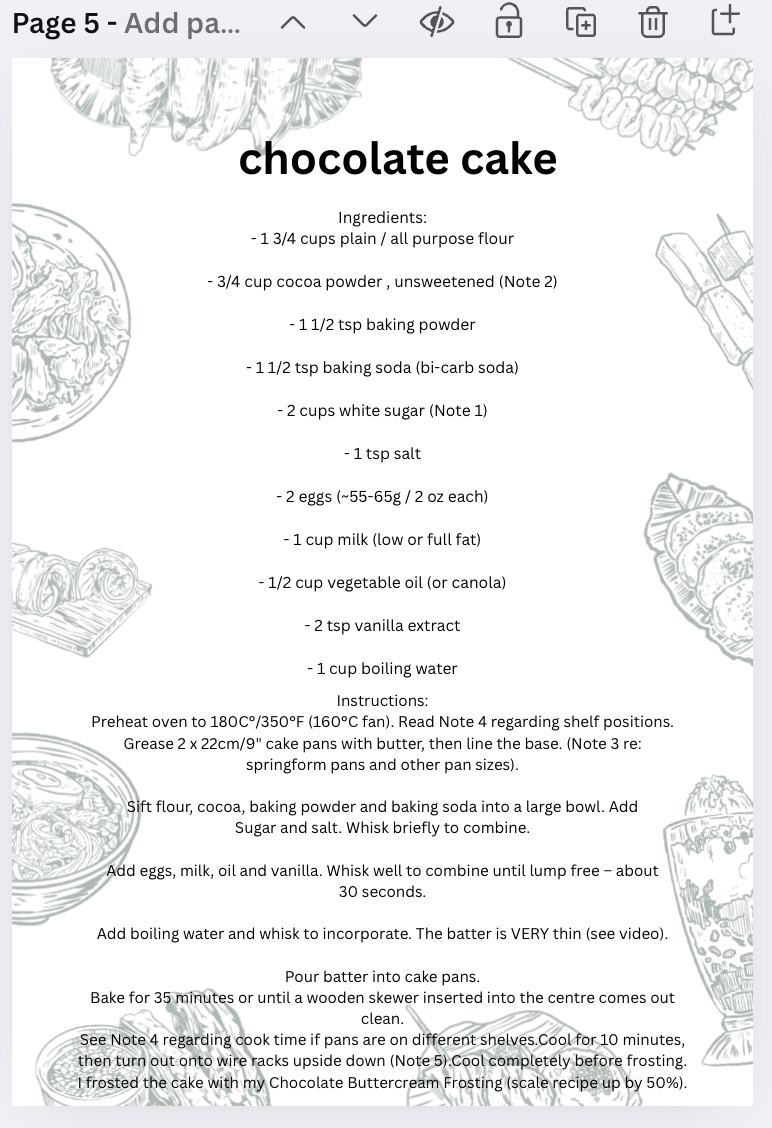 Page 5 - Add pa...
chocolate cake
Ingredients:
- 1 3/4 cups plain / all purpose flour
- 3/4 cup cocoa powder , unsweetened (Note 2)
- 1 1/2 tsp baking powder
- 1 1/2 tsp baking soda (bi-carb soda)
- 2 cups white sugar (Note 1)
- 1 tsp salt
- 2 eggs (~55-65g / 2 oz each)
- 1 cup milk (low or full fat)
- 1/2 cup vegetable oil (or canola)
- 2 tsp vanilla extract
- 1 cup boiling water
Instructions:
Preheat oven to 180C°/350°F (160°C fan). Read Note 4 regarding shelf positions.
Grease 2 x 22cm/9" cake pans with butter, then line the base. (Note 3 re:
springform pans and other pan sizes).
Sift flour, cocoa, baking powder and baking soda into a large bowl. Add
Sugar and salt. Whisk briefly to combine.
Add eggs, milk, oil and vanilla. Whisk well to combine until lump free – about
30 seconds.
Add boiling water and whisk to incorporate. The batter is VERY thin (see video).
Pour batter into cake pans.
Bake for 35 minutes or until a wooden skewer inserted into the centre comes out
clean.
See Note 4 regarding cook time if pans are on different shelves.Cool for 10 minutes,
then turn out onto wire racks upside down (Note 5).Cool completely before frosting.
I frosted the cake with my Chocolate Buttercream Frosting (scale recipe up by 50%).